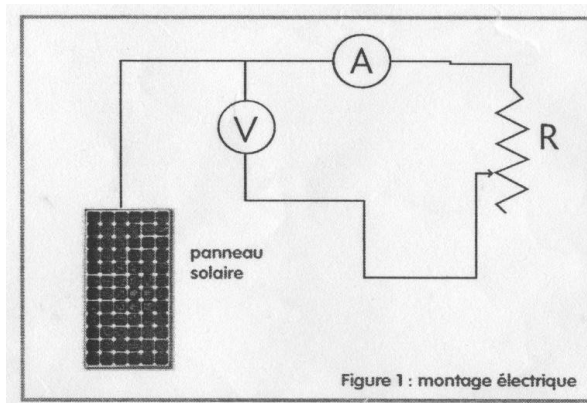 A
V
R
panneau
solaire
Figure 1 : montage électrique